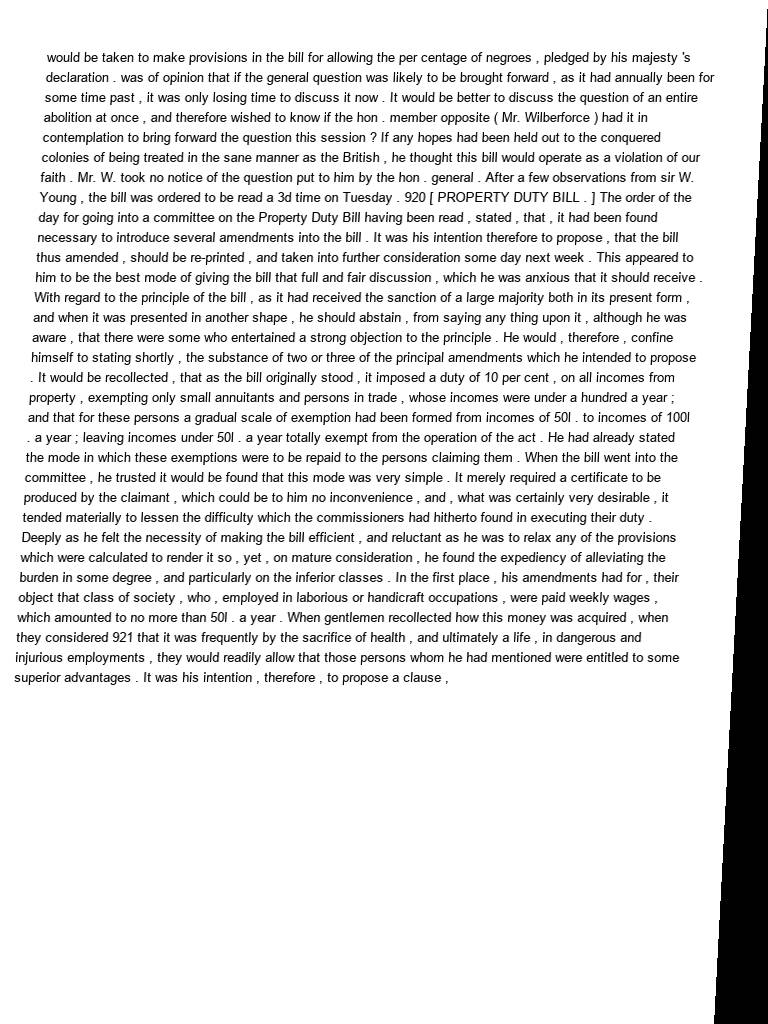 would be taken to make provisions in the bill for allowing the per centage of negroes , pledged by his majesty 's
declaration . was of opinion that if the general question was likely to be brought forward , as it had annually been for
some time past , it was only losing time to discuss it now . It would be better to discuss the question of an entire
abolition at once , and therefore wished to know if the hon . member opposite ( Mr. Wilberforce ) had it in
contemplation to bring forward the question this session ? If any hopes had been held out to the conquered
colonies of being treated in the sane manner as the British , he thought this bill would operate as a violation of our
faith . Mr. W. took no notice of the question put to him by the hon . general . After a few observations from sir W.
Young , the bill was ordered to be read a 3d time on Tuesday . 920 [ PROPERTY DUTY BILL . ] The order of the
day for going into a committee on the Property Duty Bill having been read , stated , that , it had been found
necessary to introduce several amendments into the bill . It was his intention therefore to propose , that the bill
thus amended , should be re-printed , and taken into further consideration some day next week . This appeared to
him to be the best mode of giving the bill that full and fair discussion , which he was anxious that it should receive .
With regard to the principle of the bill , as it had received the sanction of a large majority both in its present form ,
and when it was presented in another shape , he should abstain , from saying any thing upon it , although he was
aware , that there were some who entertained a strong objection to the principle . He would , therefore , confine
himself to stating shortly , the substance of two or three of the principal amendments which he intended to propose
. It would be recollected , that as the bill originally stood , it imposed a duty of 10 per cent , on all incomes from
property , exempting only small annuitants and persons in trade , whose incomes were under a hundred a year ;
and that for these persons a gradual scale of exemption had been formed from incomes of 50l . to incomes of 100l
. a year ; leaving incomes under 50l . a year totally exempt from the operation of the act . He had already stated
the mode in which these exemptions were to be repaid to the persons claiming them . When the bill went into the
committee , he trusted it would be found that this mode was very simple . It merely required a certificate to be
produced by the claimant , which could be to him no inconvenience , and , what was certainly very desirable , it
tended materially to lessen the difficulty which the commissioners had hitherto found in executing their duty .
Deeply as he felt the necessity of making the bill efficient , and reluctant as he was to relax any of the provisions
which were calculated to render it so , yet , on mature consideration , he found the expediency of alleviating the
burden in some degree , and particularly on the inferior classes . In the first place , his amendments had for , their
object that class of society , who , employed in laborious or handicraft occupations , were paid weekly wages ,
which amounted to no more than 50l . a year . When gentlemen recollected how this money was acquired , when
they considered 921 that it was frequently by the sacrifice of health , and ultimately a life , in dangerous and
injurious employments , they would readily allow that those persons whom he had mentioned were entitled to some
superior advantages . It was his intention , therefore , to propose a clause ,